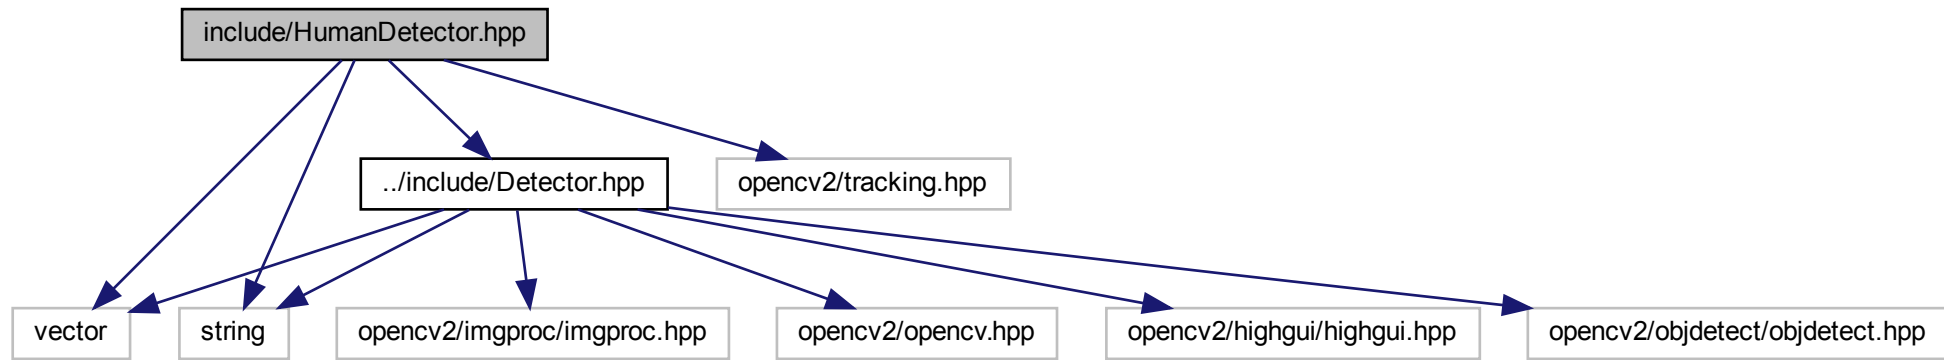 include/HumanDetector.hpp
../include/Detector.hpp
opencv2/tracking.hpp
vector
string
opencv2/imgproc/imgproc.hpp
opencv2/opencv.hpp
opencv2/highgui/highgui.hpp
opencv2/objdetect/objdetect.hpp